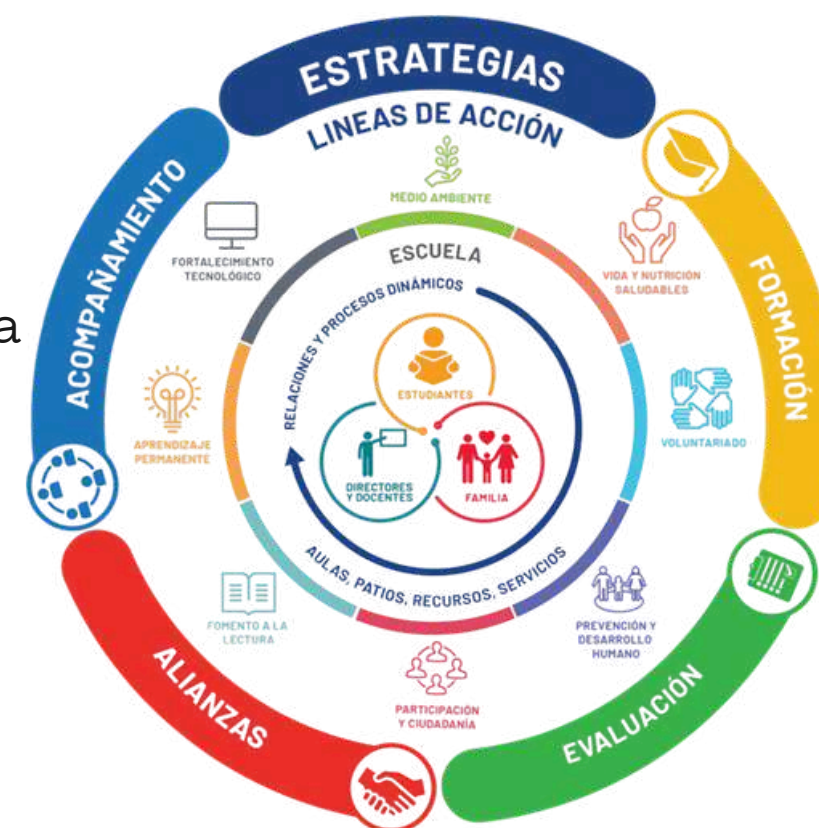 ESTRATEGIAS
LINEAS DE ACCIÓN
ACOMPAÑAMIENTO
FORMACIÓN
EVALUACIÓN
ALIANZAS
MEDIO AMBIENTE
FORTALECIMIENTO
TECNOLÓGICO
VIDA Y NUTRICIÓN
SALUDABLES
VOLUNTARIADO
PREVENCIÓN Y
DESARROLLO
HUMANO
PARTICIPACIÓN
Y CIUDADANÍA
FOMENTO A LA
LECTURA
APRENDIZAJE
PERMANENTE
ESCUELA
RELACIONES Y PROCESOS DINÁMICOS
ESTUDIANTES
DIRECTORES
Y DOCENTES
FAMILIA
AULAS, PATIOS, RECURSOS, SERVICIOS
a